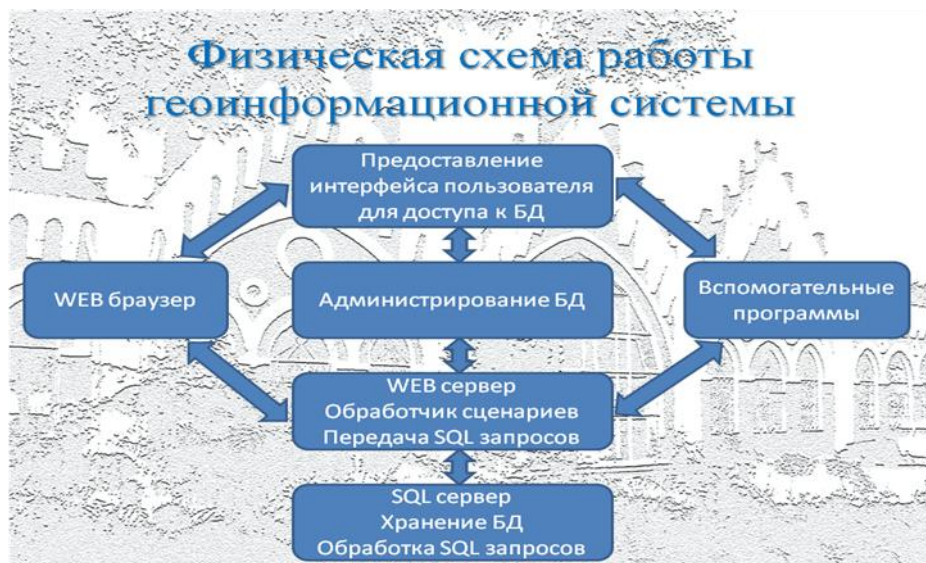 Физическая схема работы
геоинформационной системы
Предоставление
интерфейса пользователя
для доступа к БД
WEB браузер
Администрирование БД
Вспомогательные
программы
WEB сервер
Обработчик сценариев
Передача SQL запросов
SQL сервер
Хранение БД
Обработка SQL запросов